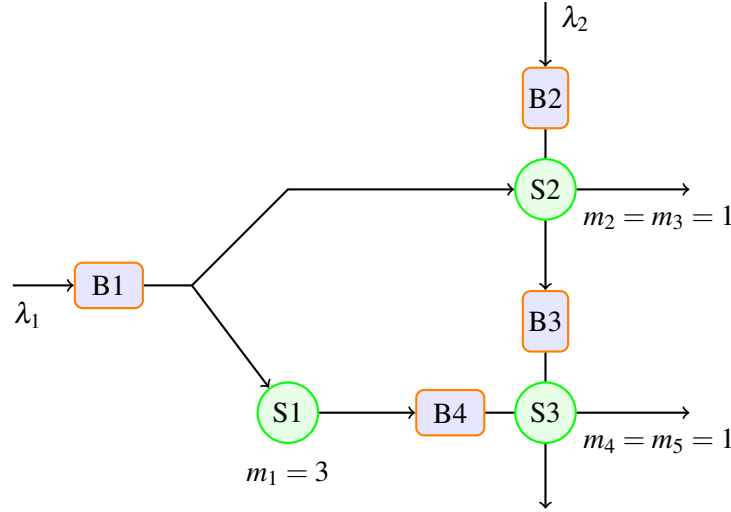 λ₂
B2
S2
m₂ = m₃ = 1
B1
λ₁
B3
S1
B4
S3
m₄ = m₅ = 1
m₁ = 3